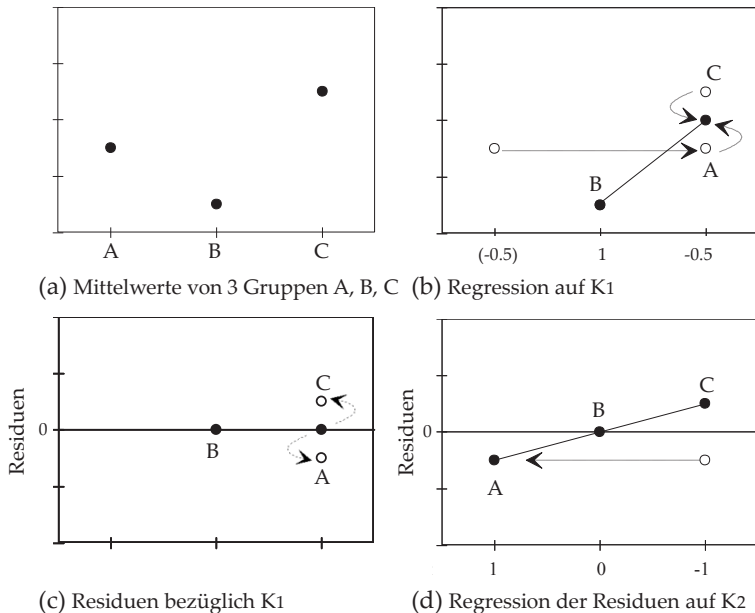 A B C
(a) Mittelwerte von 3 Gruppen A, B, C
C
A
B
(-0.5) 1 -0.5
(b) Regression auf K1
Residuen
0
C
B
A
(c) Residuen bezüglich K1
Residuen
0
C
B
A
1 0 -1
(d) Regression der Residuen auf K2